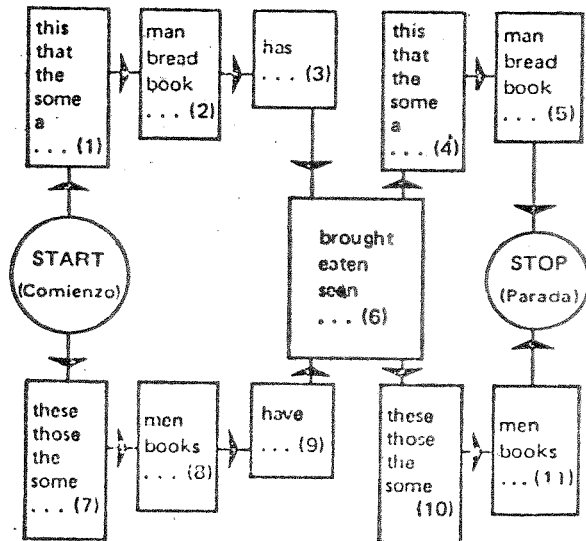 this
that
the
some
a
. . . (1)
man
bread
book
. . . (2)
has
. . . (3)
this
that
the
some
a
. . . (4)
man
bread
book
. . . (5)
START
(Comienzo)
brought
eaten
seen
. . . (6)
STOP
(Parada)
these
those
the
some
. . . (7)
men
books
. . . (8)
have
. . . (9)
these
those
the
some
(10)
men
books
. . . (11)